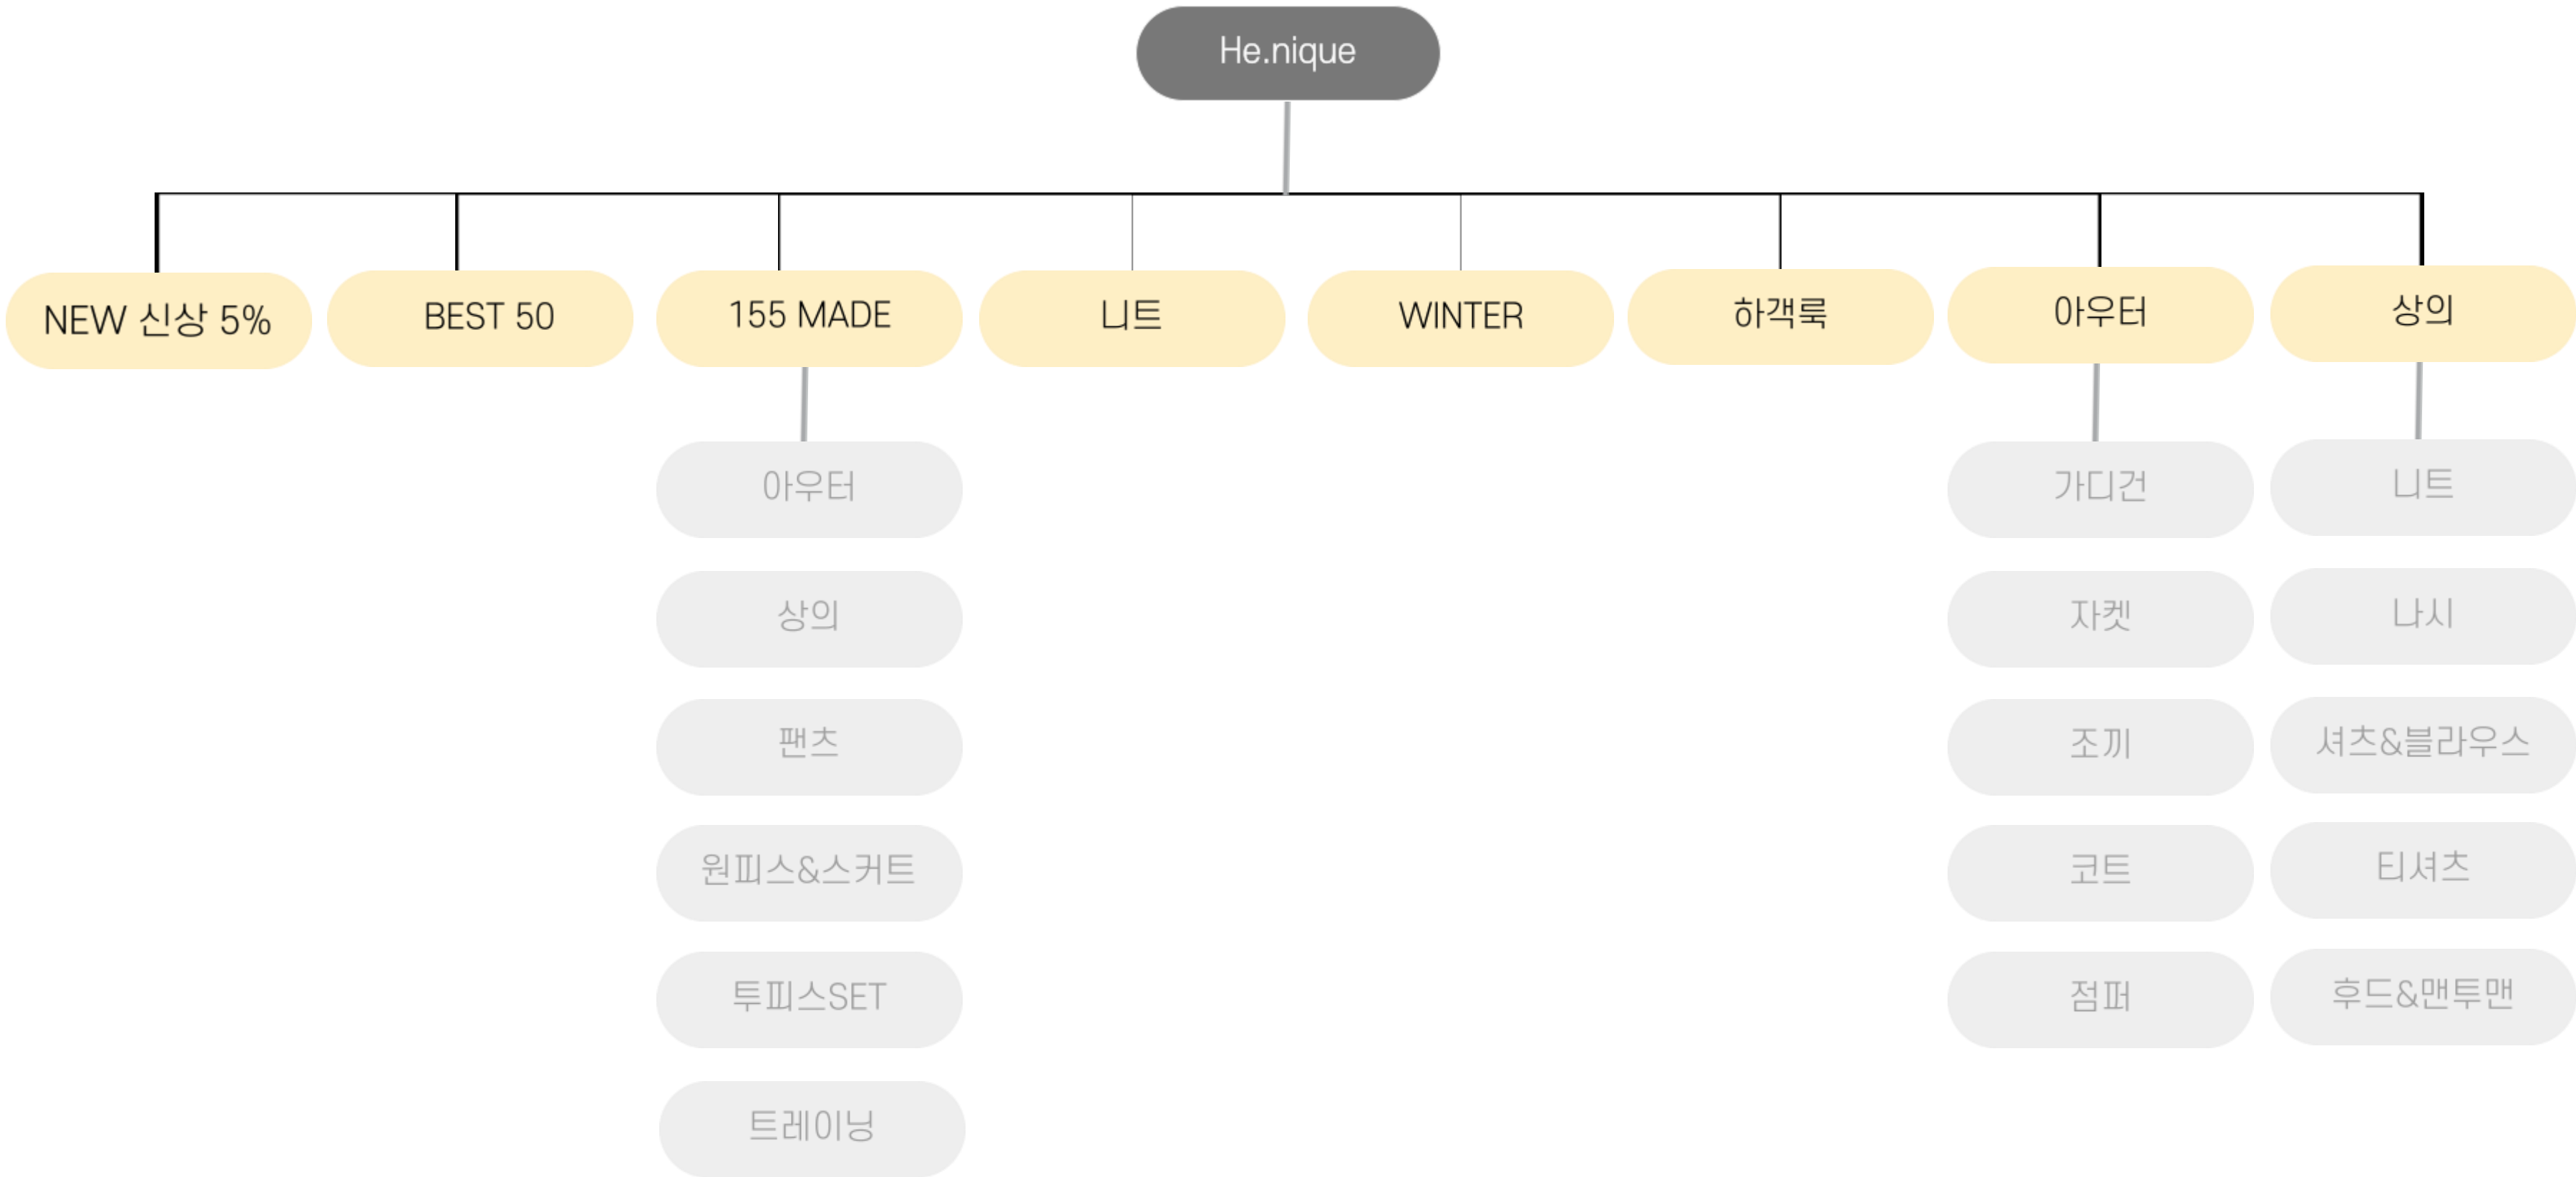 He.nique
NEW 신상 5%
BEST 50
155 MADE
니트
WINTER
하객룩
아우터
상의
아우터
상의
팬츠
원피스&스커트
투피스SET
트레이닝
가디건
자켓
조끼
코트
점퍼
니트
나시
셔츠&블라우스
티셔츠
후드&맨투맨